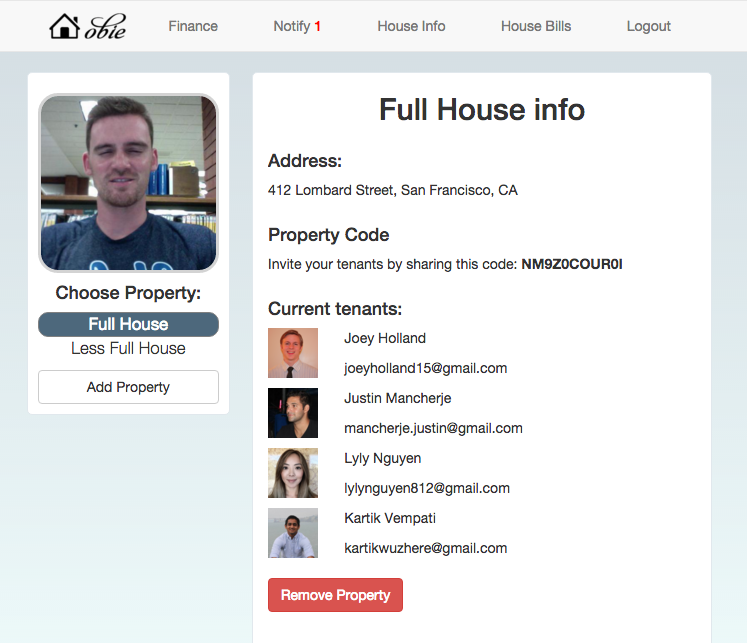 obie
Finance
Notify 1
House Info
House Bills
Logout
Choose Property:
Full House
Less Full House
Add Property
Full House info
Address:
412 Lombard Street, San Francisco, CA
Property Code
Invite your tenants by sharing this code: NM9Z0COUR0I
Current tenants:
Joey Holland
joeyholland15@gmail.com
Justin Mancherje
mancherje.justin@gmail.com
Lyly Nguyen
lylynguyen812@gmail.com
Kartik Vempati
kartikwuzhere@gmail.com
Remove Property